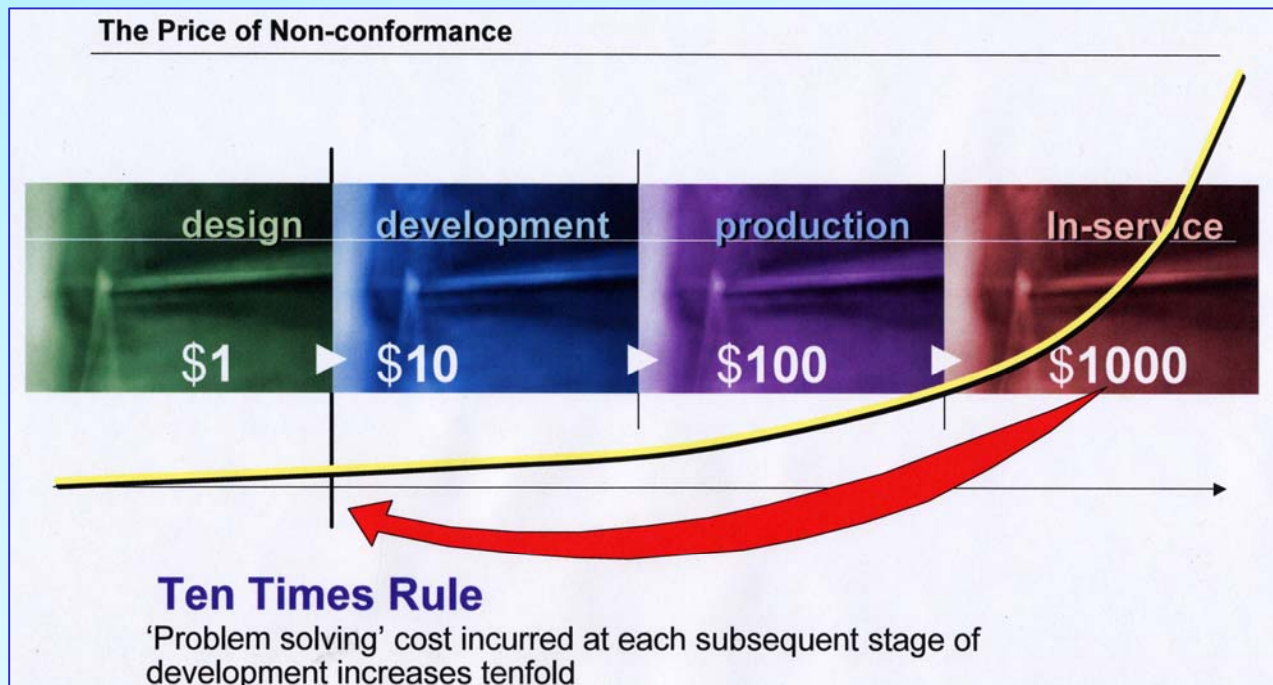 The Price of Non-conformance
design
development
production
In-service
$1
$10
$100
$1000
Ten Times Rule
‘Problem solving’ cost incurred at each subsequent stage of
development increases tenfold